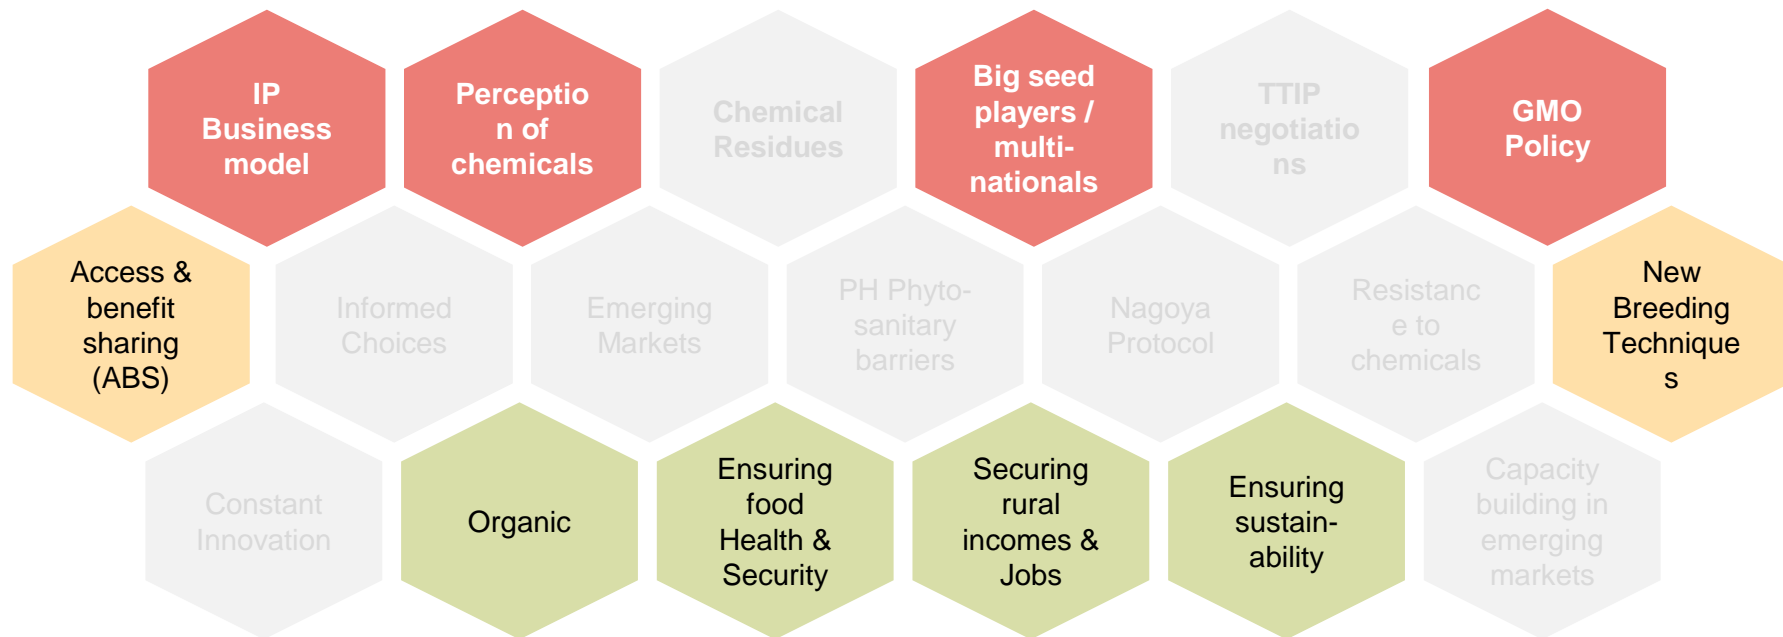 IP
Business
model
Perceptio
n of
chemicals
Chemical
Residues
Big seed
players /
multi-
nationals
TTIP
negotiatio
ns
GMO
Policy
Access &
benefit
sharing
(ABS)
Informed
Choices
Emerging
Markets
PH Phyto-
sanitary
barriers
Nagoya
Protocol
Resistanc
e to
chemicals
New
Breeding
Technique
s
Constant
Innovation
Organic
Ensuring
food
Health &
Security
Securing
rural
incomes &
Jobs
Ensuring
sustain-
ability
Capacity
building in
emerging
markets